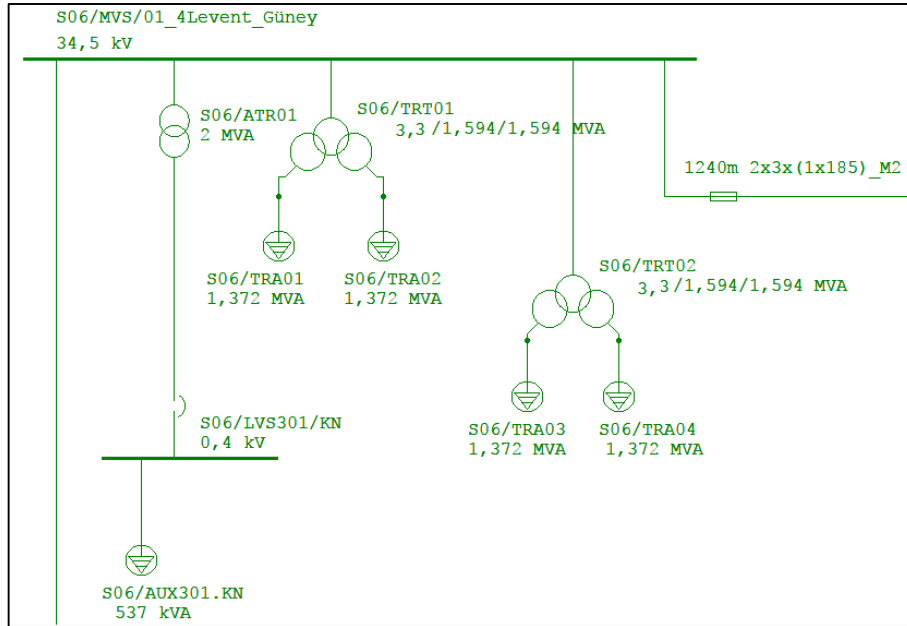 S06/MVS/01_4Levent_Güney
34,5 kV
S06/ATR01
2 MVA
S06/TRT01
3,3/1,594/1,594 MVA
1240m 2x3x(1x185)_M2
S06/TRA01
1,372 MVA
S06/TRA02
1,372 MVA
S06/TRT02
3,3/1,594/1,594 MVA
S06/LVS301/KN
0,4 kV
S06/TRA03
1,372 MVA
S06/TRA04
1,372 MVA
S06/AUX301.KN
537 kVA